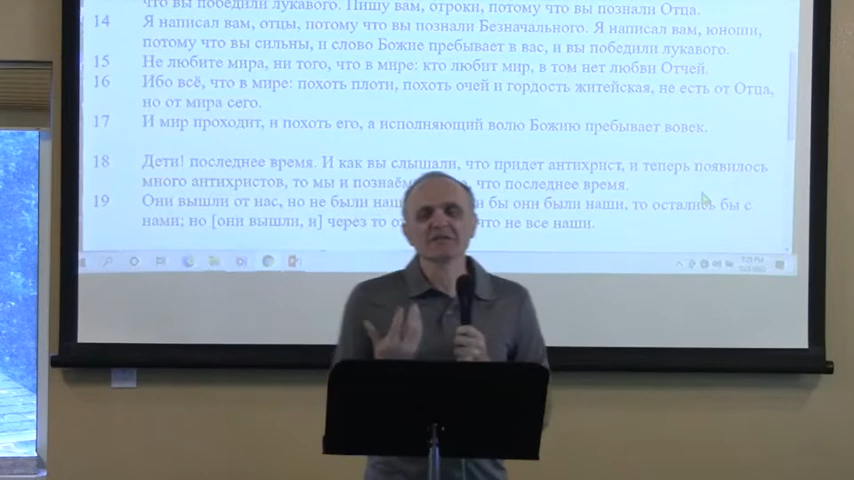 что вы победили лукавого. Пишу вам, отроки, потому что вы познали Отца.
14 Я написал вам, отцы, потому что вы познали Безначального. Я написал вам, юноши,
потому что вы сильны, и слово Божие пребывает в вас, и вы победили лукавого.
15 Не любите мира, ни того, что в мире: кто любит мир, в том нет любви Отчей.
16 Ибо всё, что в мире: похоть плоти, похоть очей и гордость житейская, не есть от Отца,
но от мира сего.
17 И мир проходит, и похоть его, а исполняющий волю Божию пребывает вовек.
18 Дети! последнее время. И как вы слышали, что придет антихрист, и теперь появилось
много антихристов, то мы и познаём что последнее время.
19 Они вышли от нас, но не были бы они были наши, то остались бы с
нами; но [они вышли, и] через то что не все наши.